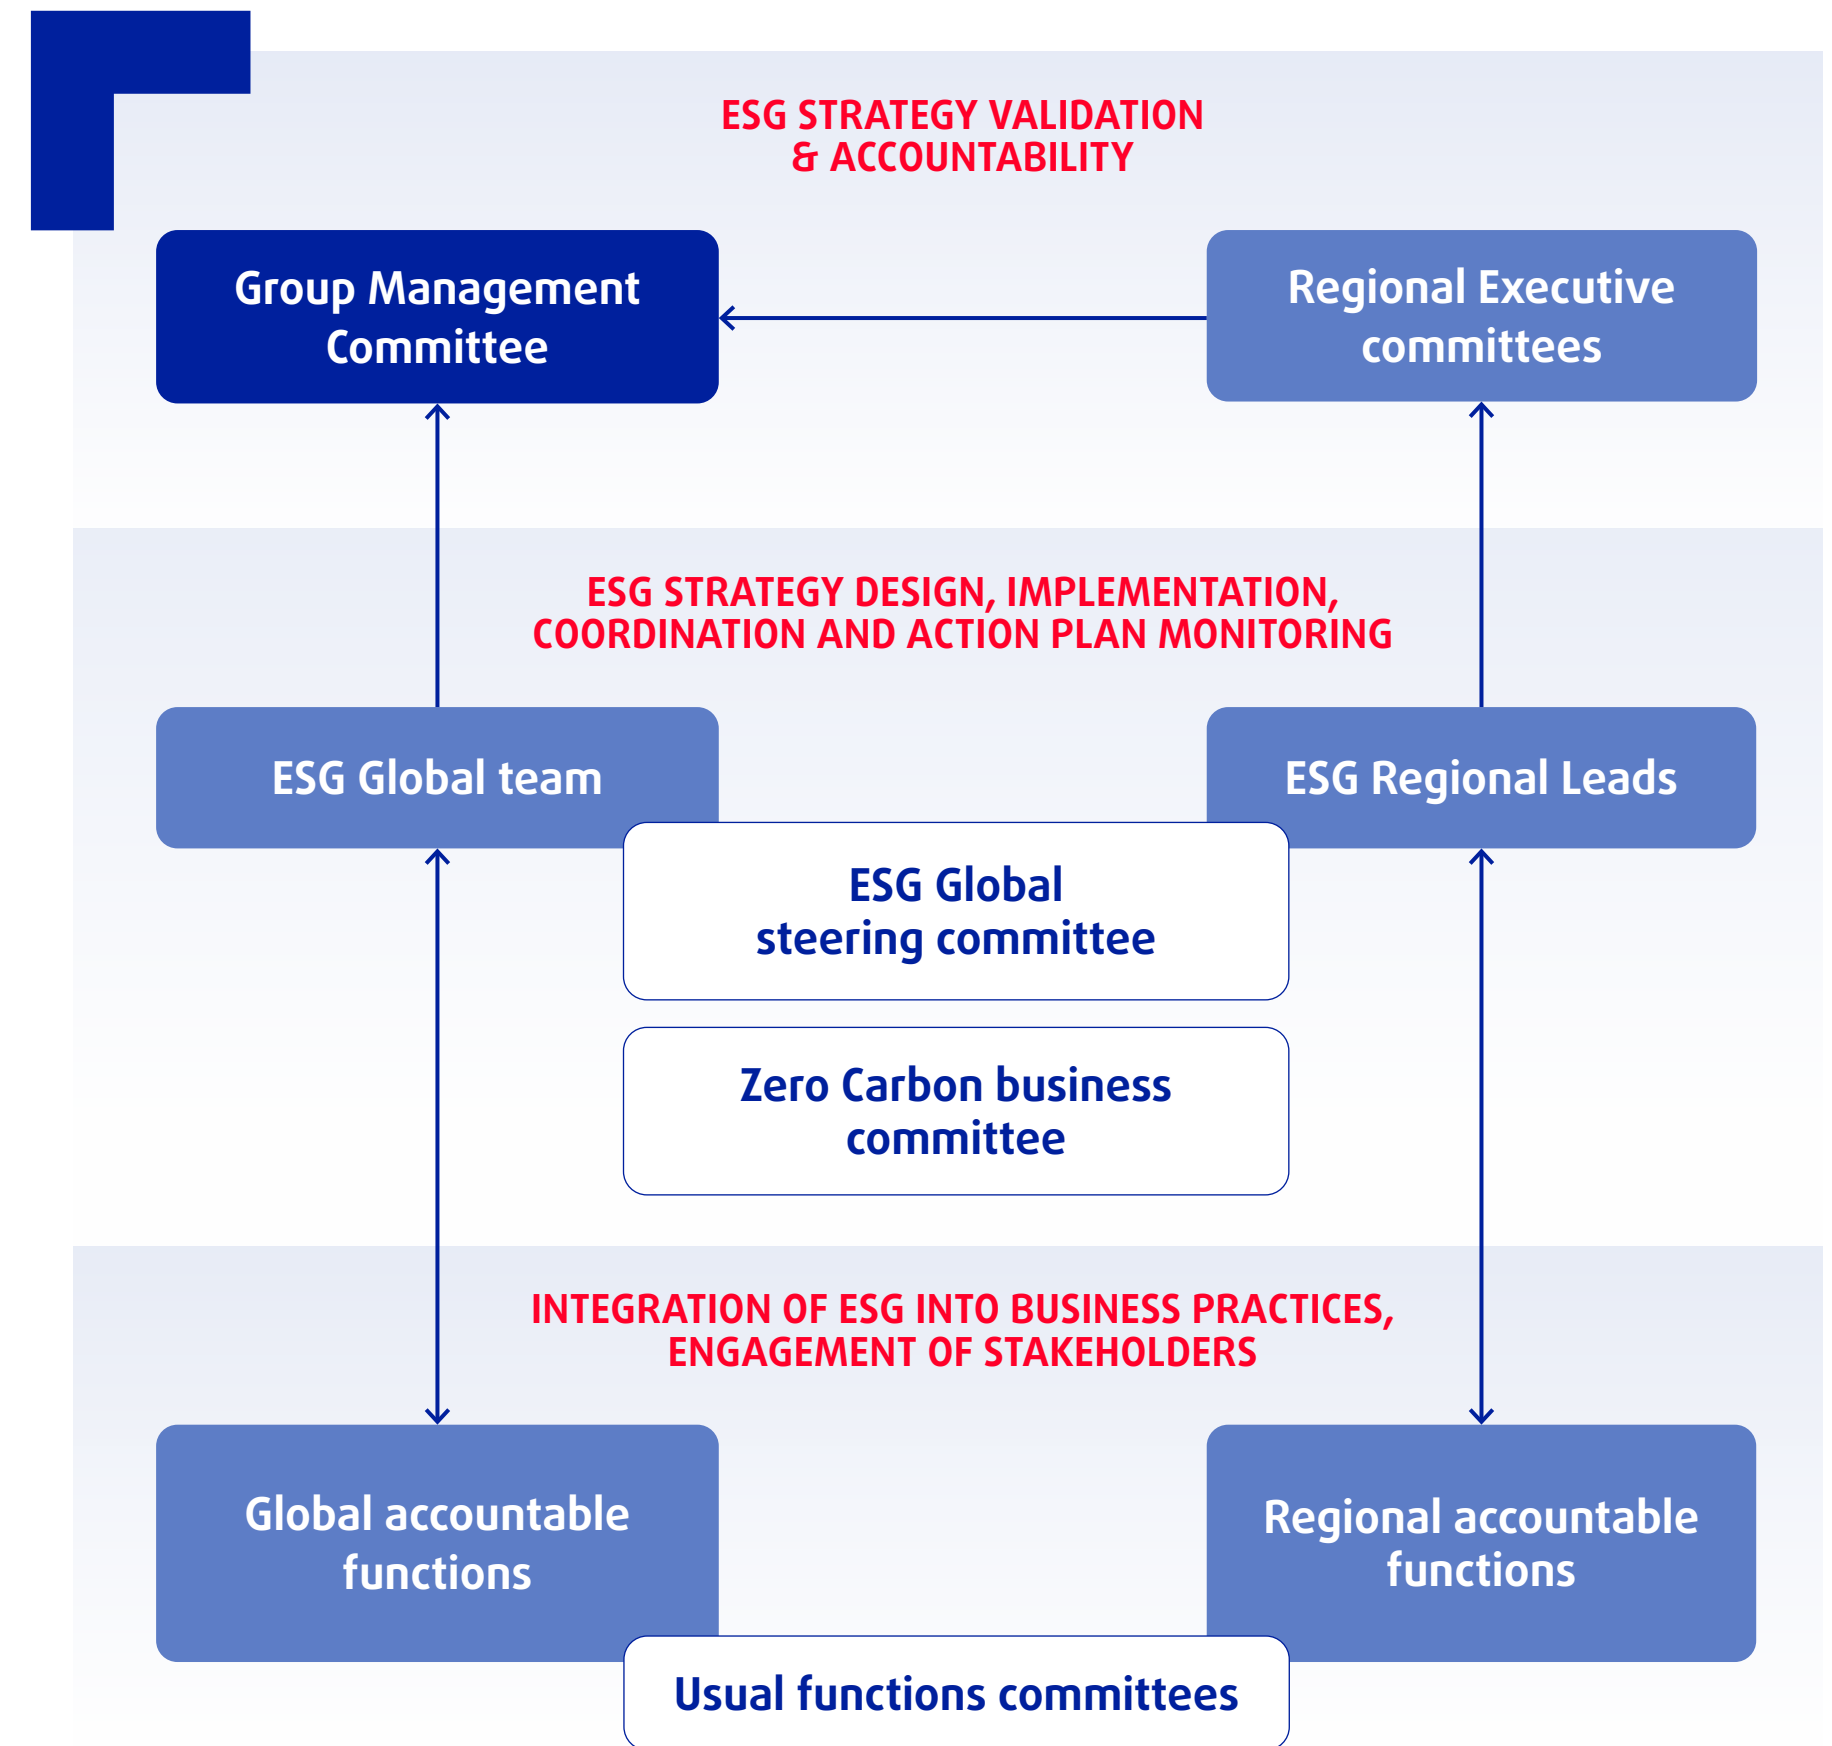 ESG STRATEGY VALIDATION
& ACCOUNTABILITY
Group Management
Committee
Regional Executive
committees
ESG STRATEGY DESIGN, IMPLEMENTATION,
COORDINATION AND ACTION PLAN MONITORING
ESG Global team
ESG Regional Leads
ESG Global
steering committee
Zero Carbon business
committee
INTEGRATION OF ESG INTO BUSINESS PRACTICES,
ENGAGEMENT OF STAKEHOLDERS
Global accountable
functions
Regional accountable
functions
Usual functions committees